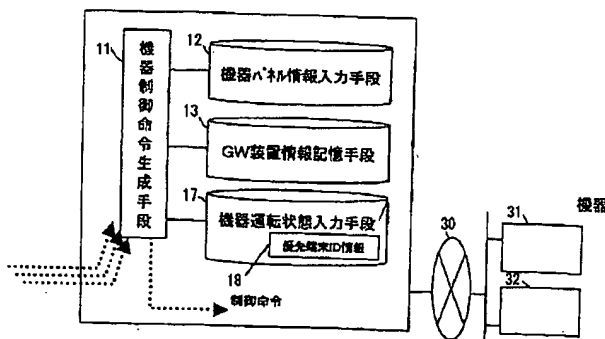 11
機器制御命令生成手段
12
機器パネル情報入力手段
13
GW装置情報記憶手段
17
機器運転状態入力手段
18
優先端末ID情報
制御命令
30
機器
31
32